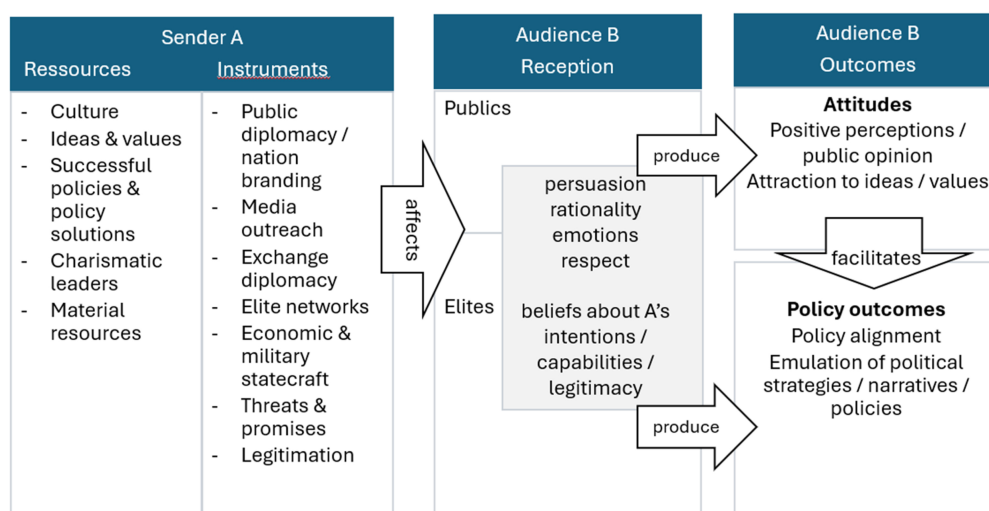 Sender A
Ressources
Instruments
- Culture
- Ideas & values
- Successful
policies &
policy
solutions
- Charismatic
leaders
- Material
resources
- Public
diplomacy /
nation
branding
- Media
outreach
- Exchange
diplomacy
- Elite networks
- Economic &
military
statecraft
- Threats &
promises
- Legitimation
affects
Audience B
Reception
Publics
Elites
persuasion
rationality
emotions
respect
beliefs about A's
intentions /
capabilities /
legitimacy
produce
produce
Audience B
Outcomes
Attitudes
Positive perceptions /
public opinion
Attraction to ideas / values
facilitates
Policy outcomes
Policy alignment
Emulation of political
strategies / narratives /
policies